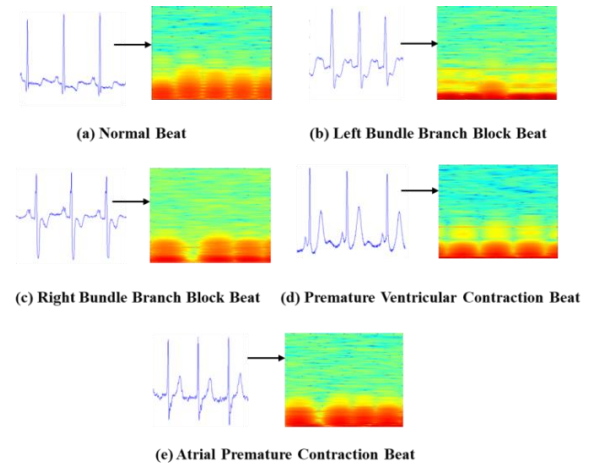 (a) Normal Beat
(b) Left Bundle Branch Block Beat
(c) Right Bundle Branch Block Beat
(d) Premature Ventricular Contraction Beat
(e) Atrial Premature Contraction Beat